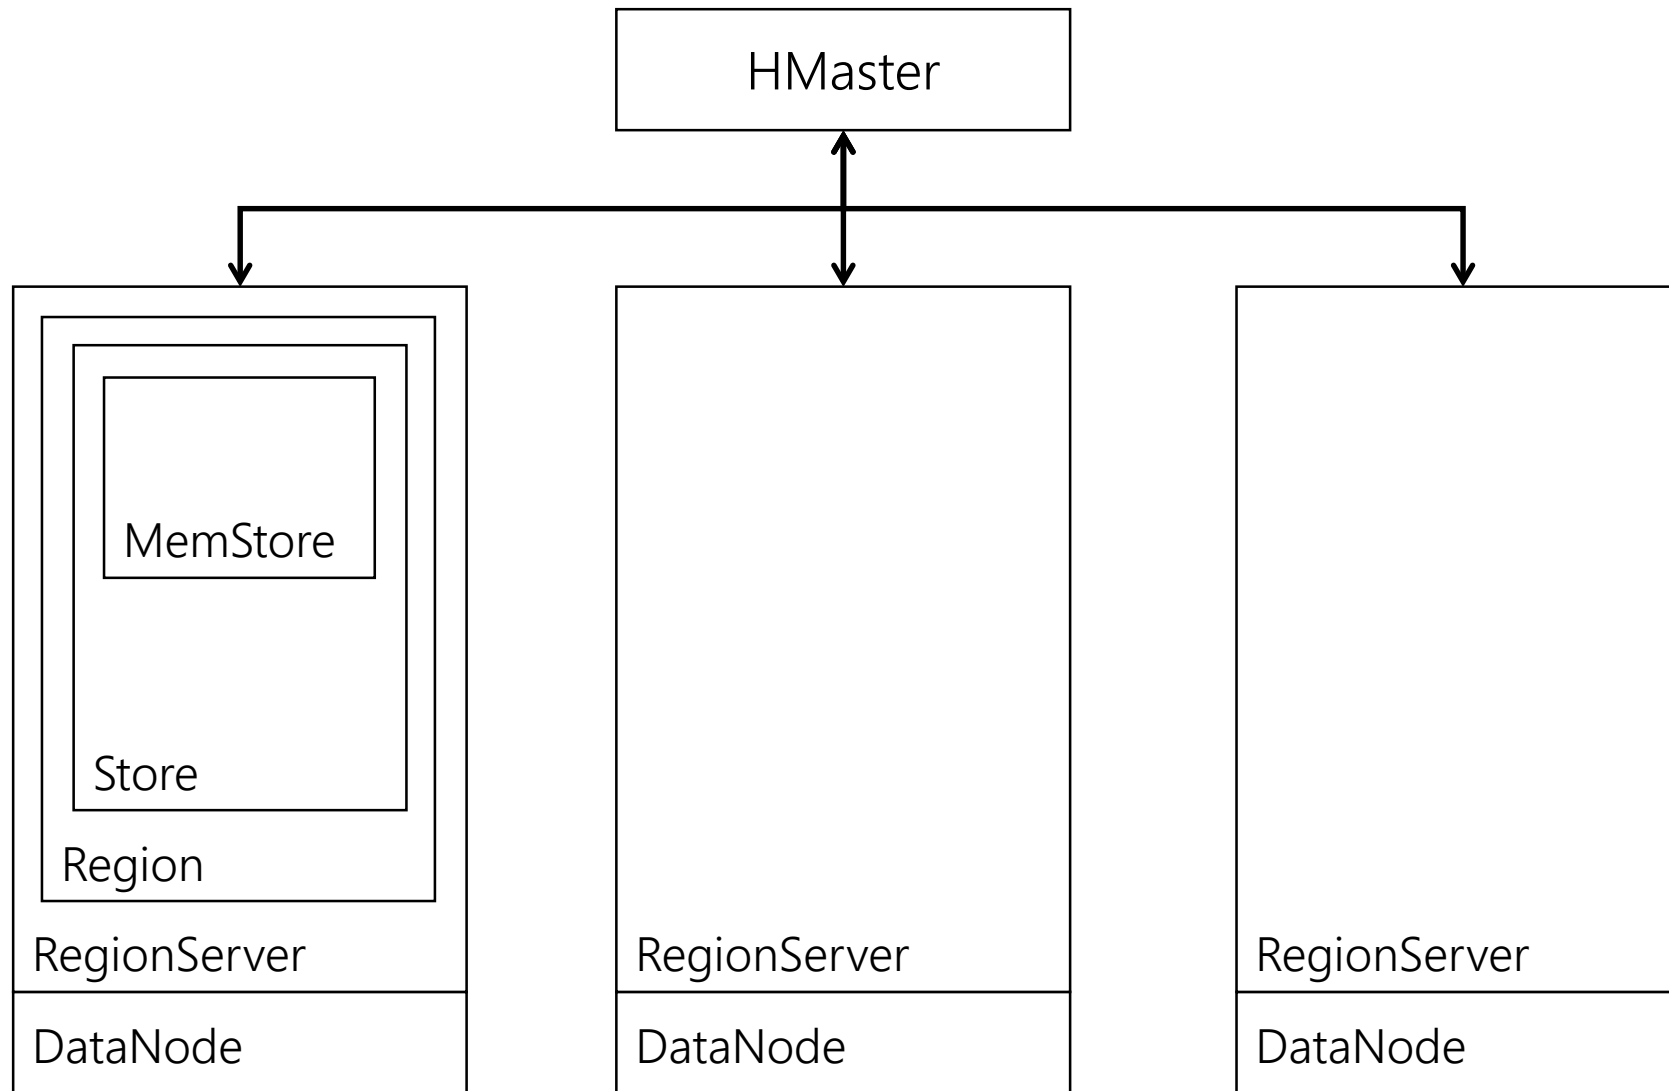 HMaster
MemStore
Store
Region
RegionServer
DataNode
RegionServer
DataNode
RegionServer
DataNode